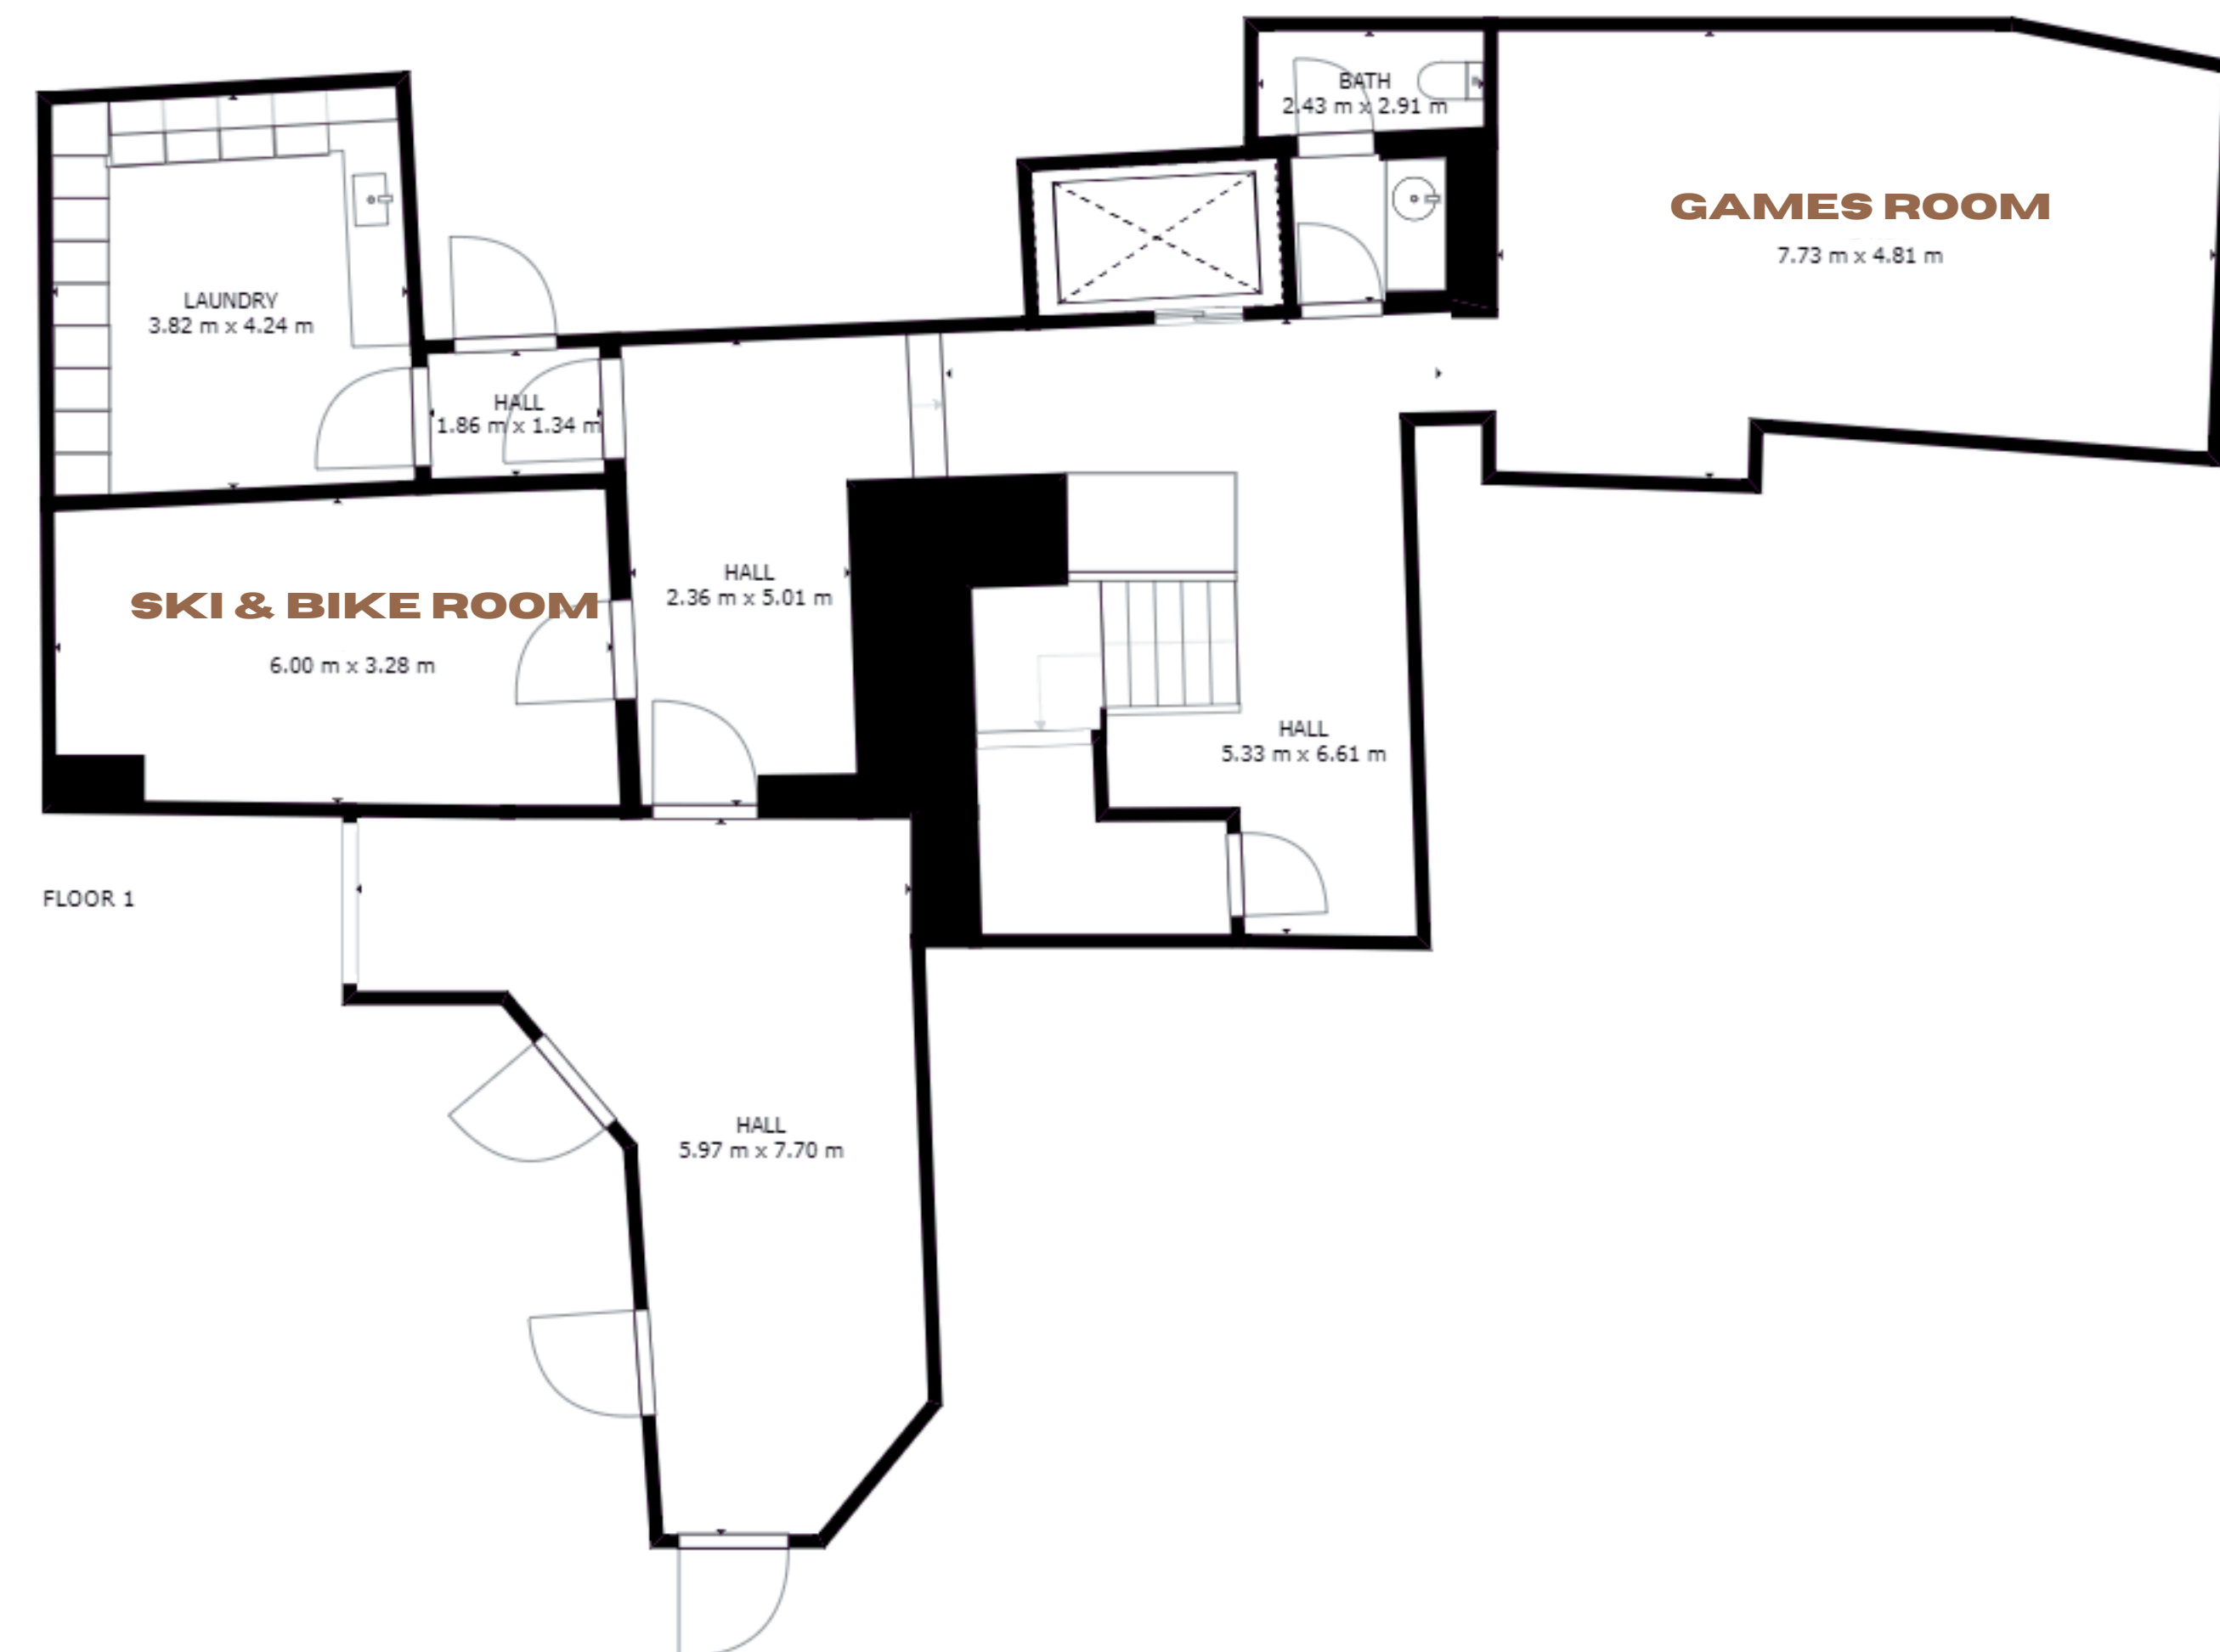 BATH
2.43 m x 2.91 m
GAMES ROOM
7.73 m x 4.81 m
LAUNDRY
3.82 m x 4.24 m
HALL
1.86 m x 1.34 m
HALL
2.36 m x 5.01 m
SKI & BIKE ROOM
6.00 m x 3.28 m
HALL
5.33 m x 6.61 m
FLOOR 1
HALL
5.97 m x 7.70 m